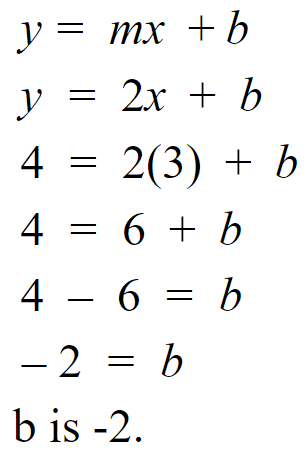 y = mx + b
y = 2x + b
4 = 2(3) + b
4 = 6 + b
4 – 6 = b
– 2 = b
b is -2.